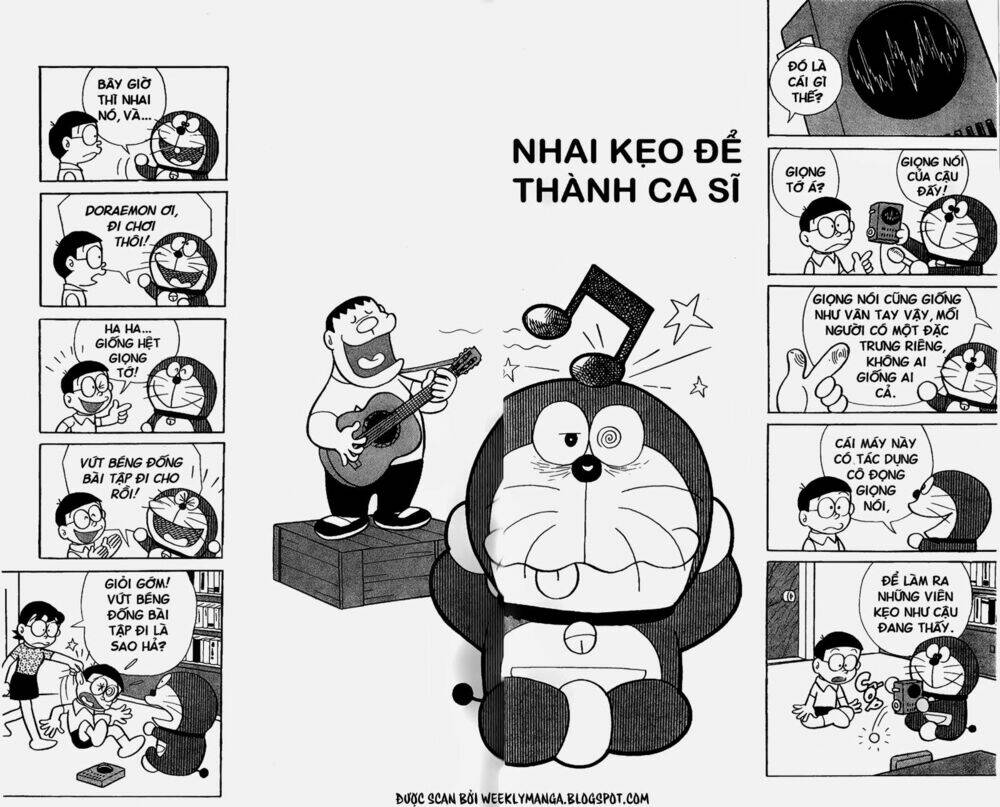 NHAI KẸO ĐỂ
THÀNH CA SĨ
ĐÓ LÀ
CÁI GÌ
THẾ?
GIỌNG NÓI
CỦA CẬU
ĐẤY!
GIỌNG
TỚ Á?
GIỌNG NÓI CŨNG GIỐNG
NHƯ VÂN TAY VẬY, MỖI
NGƯỜI CÓ MỘT ĐẶC
TRƯNG RIÊNG,
KHÔNG AI
GIỐNG AI
CẢ.
CÁI MÁY NÀY
CÓ TÁC DỤNG
CÔ ĐỌNG
GIỌNG
NÓI,
ĐỂ LÀM RA
NHỮNG VIÊN
KẸO NHƯ CẬU
ĐANG THẤY.
BÂY GIỜ
THÌ NHAI
NÓ, VÀ...
DORAEMON ƠI,
ĐI CHƠI
THÔI!
HA HA...
GIỐNG HỆT
GIỌNG
TỚ!
VỨT BÉNG ĐỐNG
BÀI TẬP ĐI CHO
RỒI!
GIỎI GỚM!
VỨT BÉNG
ĐỐNG BÀI
TẬP ĐI LÀ
SAO HẢ?
ĐƯỢC SCAN BỞI WEEKLYMANGA.BLOGSPOT.COM